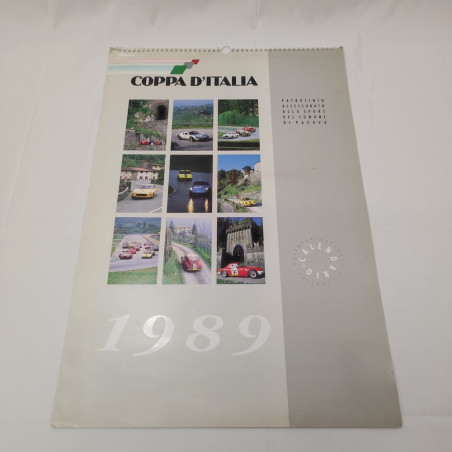 COPPA D'ITALIA
PATROCINIO
ASSESSORATO
ALLO SPORT
DEL COMUNE
DI PADOVA
CALENDARIO
1989